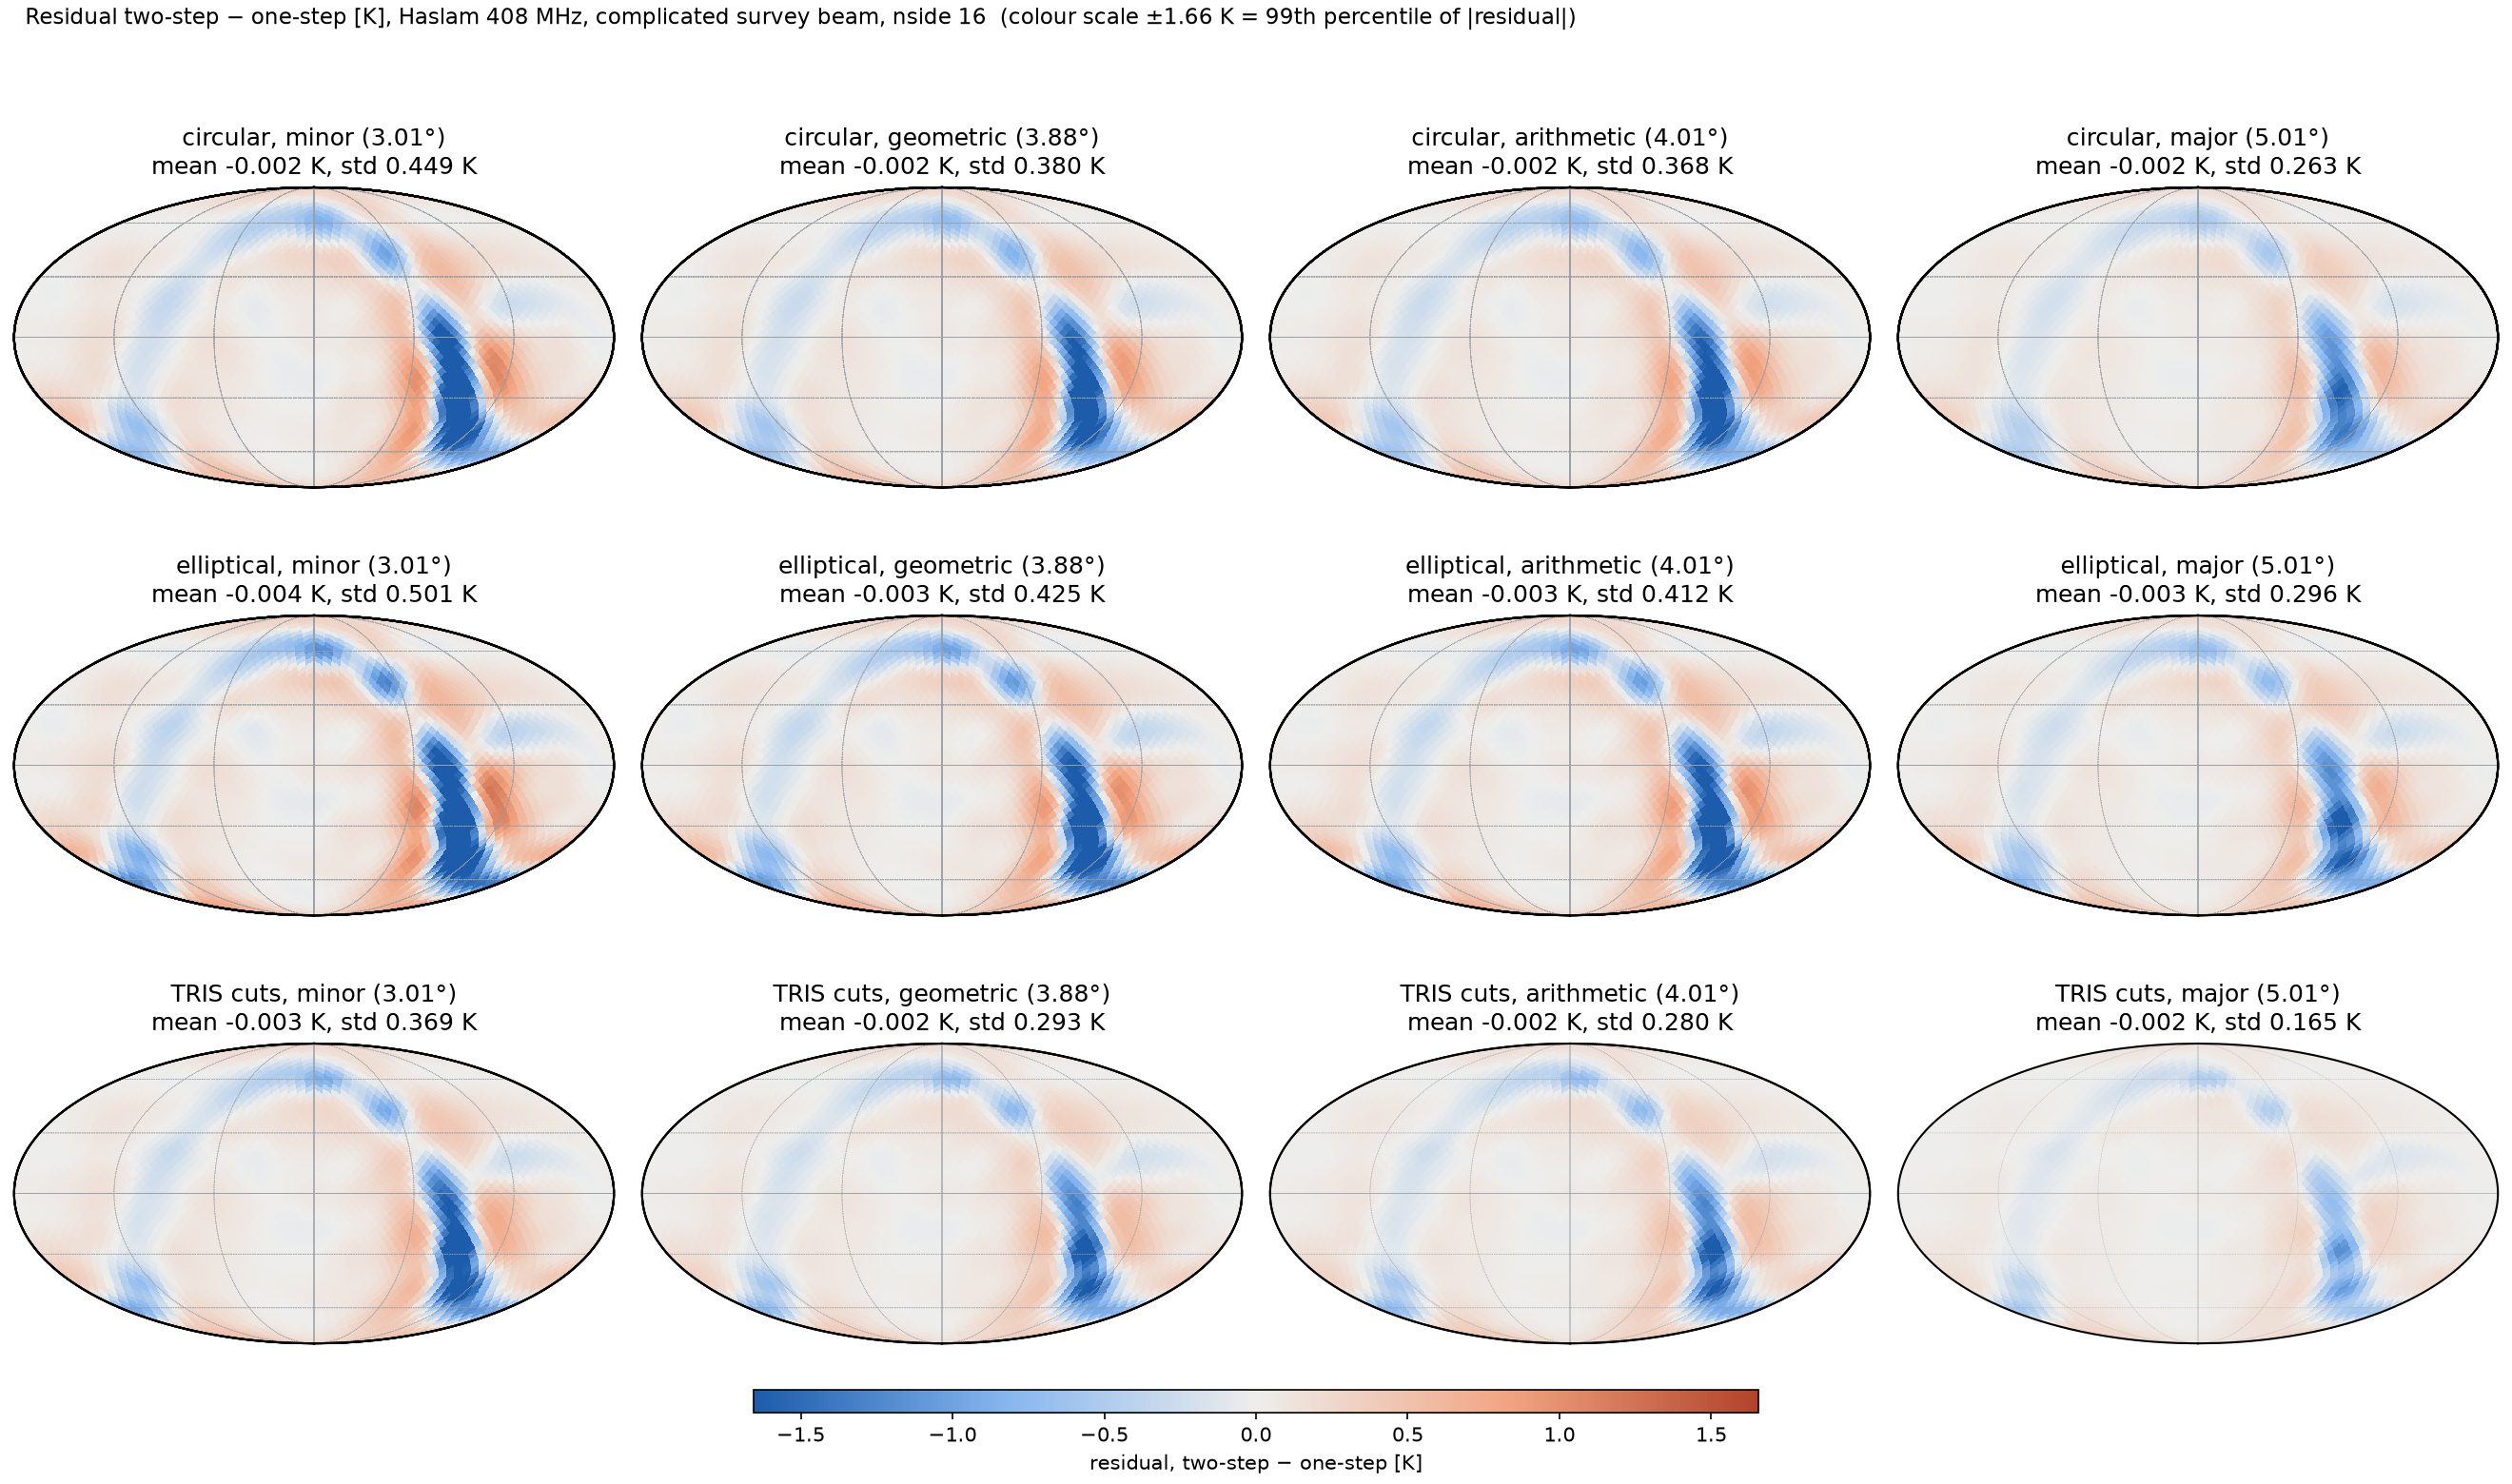 Residual two-step − one-step [K], Haslam 408 MHz, complicated survey beam, nside 16  (colour scale ±1.66 K = 99th percentile of |residual|)
circular, minor (3.01°)
mean -0.002 K, std 0.449 K
circular, geometric (3.88°)
mean -0.002 K, std 0.380 K
circular, arithmetic (4.01°)
mean -0.002 K, std 0.368 K
circular, major (5.01°)
mean -0.002 K, std 0.263 K
elliptical, minor (3.01°)
mean -0.004 K, std 0.501 K
elliptical, geometric (3.88°)
mean -0.003 K, std 0.425 K
elliptical, arithmetic (4.01°)
mean -0.003 K, std 0.412 K
elliptical, major (5.01°)
mean -0.003 K, std 0.296 K
TRIS cuts, minor (3.01°)
mean -0.003 K, std 0.369 K
TRIS cuts, geometric (3.88°)
mean -0.002 K, std 0.293 K
TRIS cuts, arithmetic (4.01°)
mean -0.002 K, std 0.280 K
TRIS cuts, major (5.01°)
mean -0.002 K, std 0.165 K
−1.5 −1.0 −0.5 0.0 0.5 1.0 1.5
residual, two-step − one-step [K]